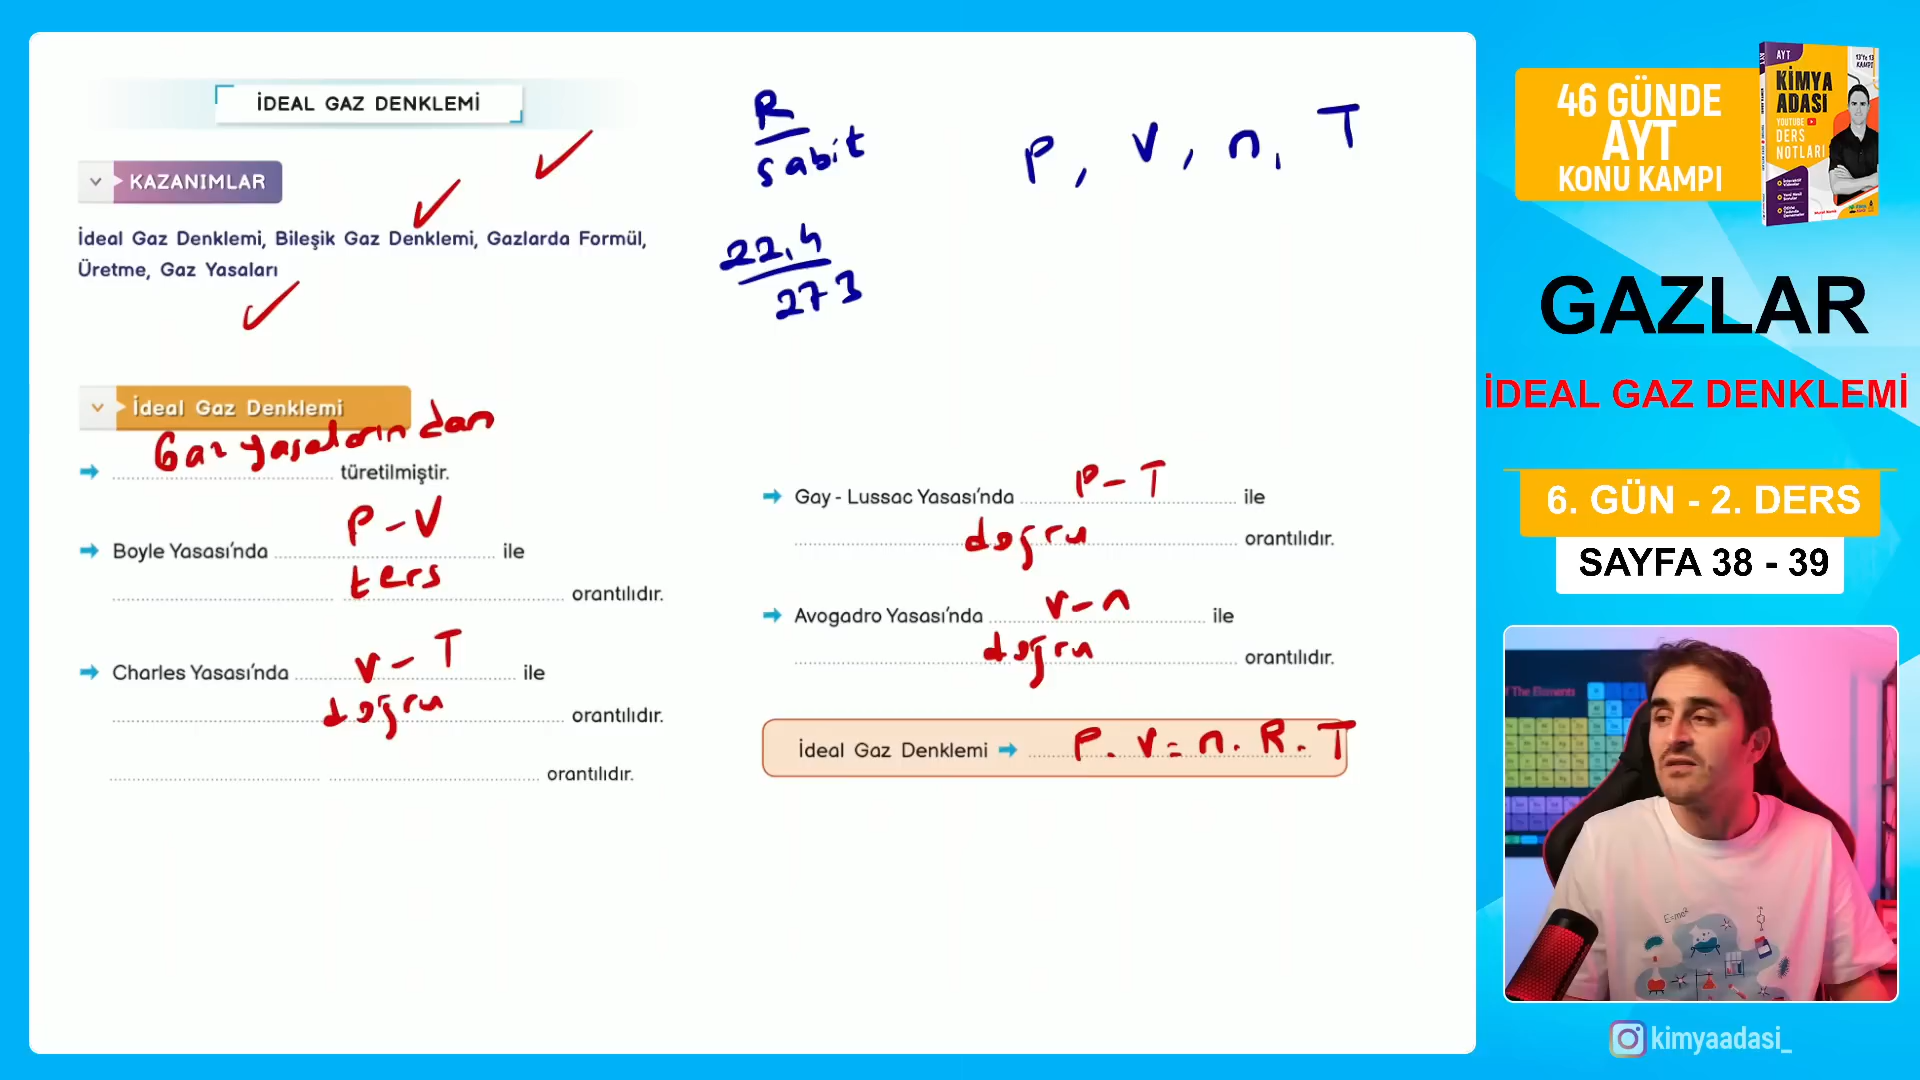 İDEAL GAZ DENKLEMİ
KAZANIMLAR
İdeal Gaz Denklemi, Bileşik Gaz Denklemi, Gazlarda Formül,
Üretme, Gaz Yasaları
R
sabit
22,4
273
P, V, n, T
İdeal Gaz Denklemi
Gaz yasalarından
türetilmiştir.
Boyle Yasası'nda P - V ile
ters orantılıdır.
Charles Yasası'nda V - T ile
doğru orantılıdır.
orantılıdır.
Gay - Lussac Yasası'nda P - T ile
doğru orantılıdır.
Avogadro Yasası'nda V - n ile
doğru orantılıdır.
İdeal Gaz Denklemi P. V = n. R. T
46 GÜNDE
AYT
KONU KAMPI
AYT
KİMYA
ADASI
YOUTUBE
DERS
NOTLARI
GAZLAR
İDEAL GAZ DENKLEMİ
6. GÜN - 2. DERS
SAYFA 38 - 39
The Elements
E=mc²
kimyaadasi_